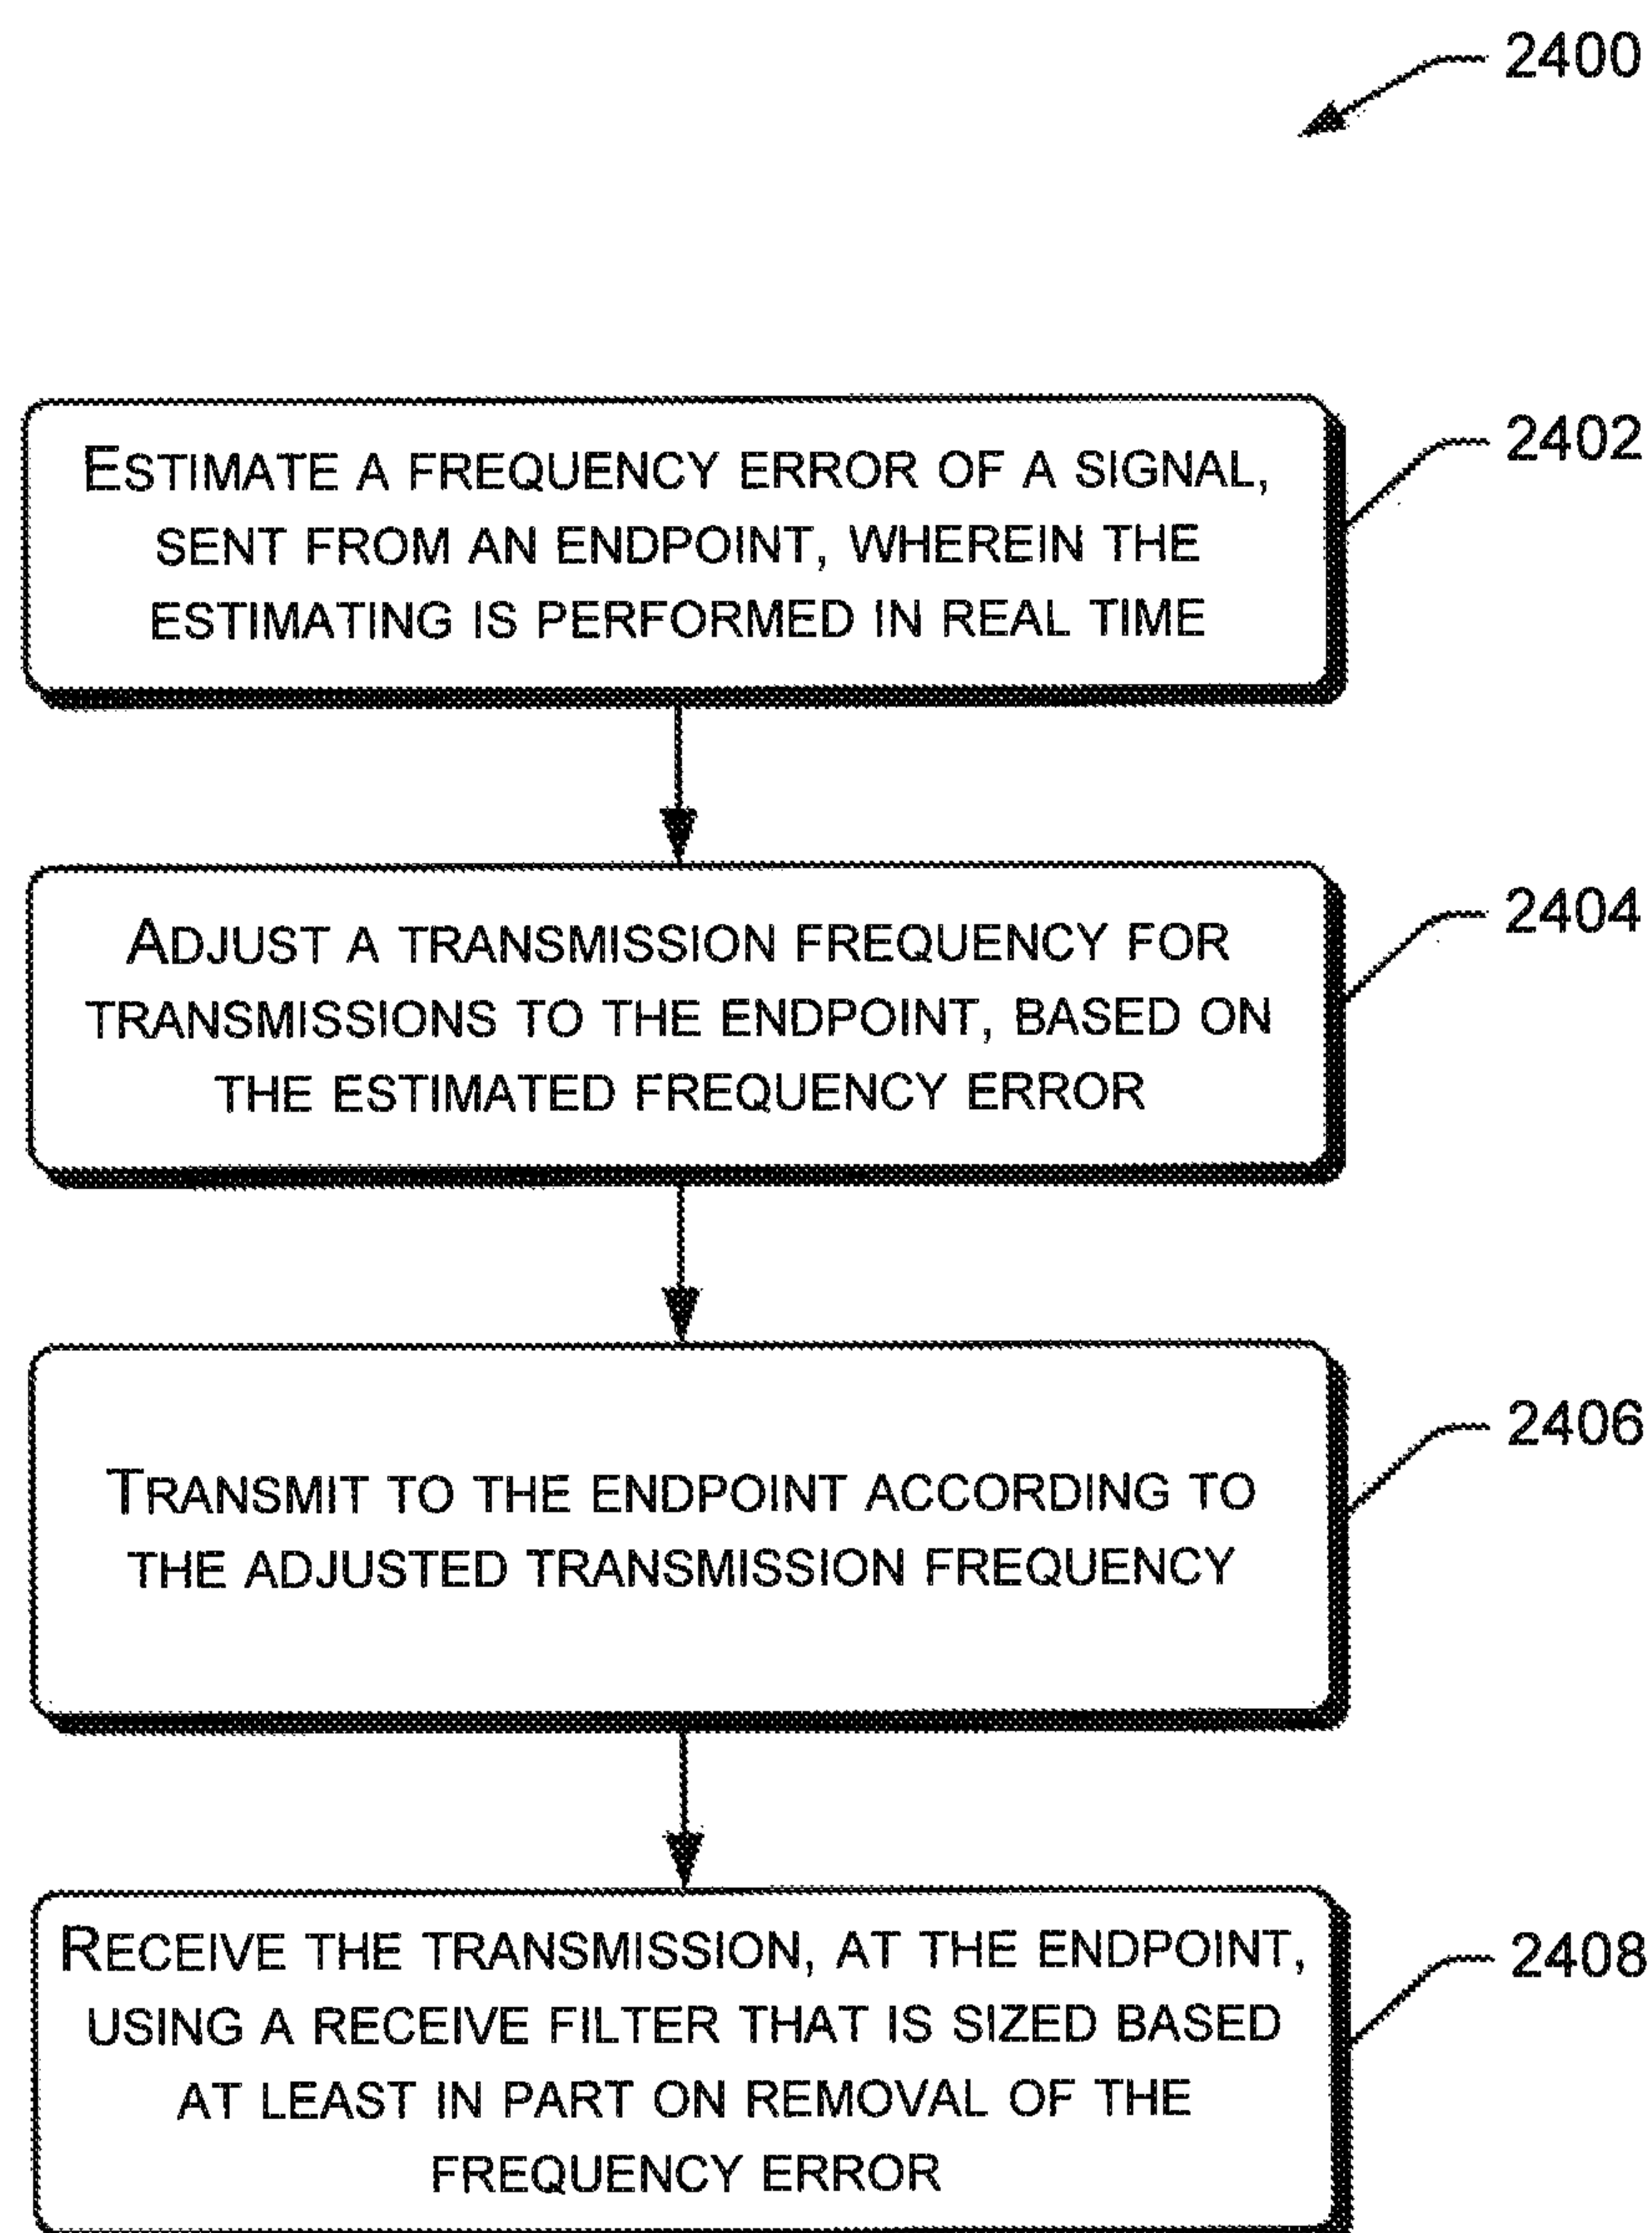 2400
ESTIMATE A FREQUENCY ERROR OF A SIGNAL,
SENT FROM AN ENDPOINT, WHEREIN THE
ESTIMATING IS PERFORMED IN REAL TIME
2402
ADJUST A TRANSMISSION FREQUENCY FOR
TRANSMISSIONS TO THE ENDPOINT, BASED ON
THE ESTIMATED FREQUENCY ERROR
2404
TRANSMIT TO THE ENDPOINT ACCORDING TO
THE ADJUSTED TRANSMISSION FREQUENCY
2406
RECEIVE THE TRANSMISSION, AT THE ENDPOINT,
USING A RECEIVE FILTER THAT IS SIZED BASED
AT LEAST IN PART ON REMOVAL OF THE
FREQUENCY ERROR
2408